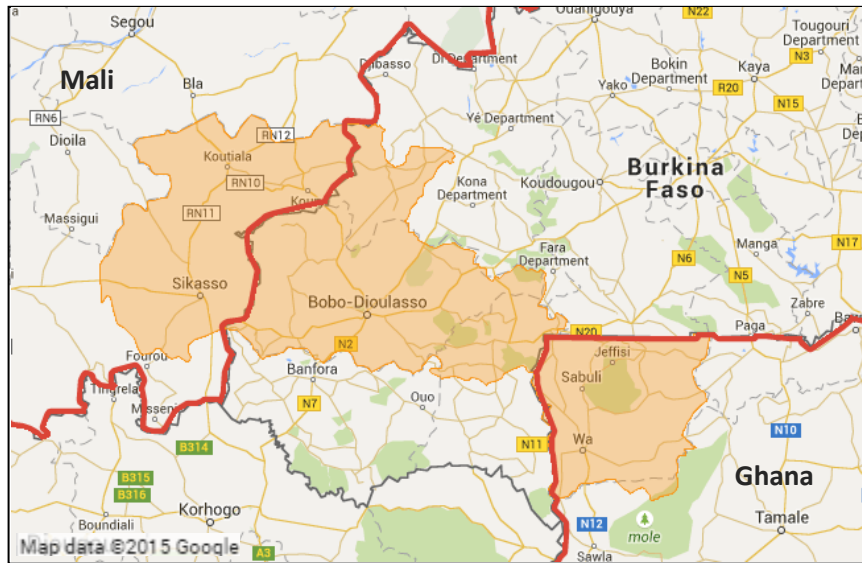 Segou
Ouahigouya
N22
Tougouri
Department
N3
Djibasso
Di Department
Bokin
Department
Kaya
R20
N15
Mali
Bla
Yako
RN6
RN12
Yé Department
Dioila
Koutiala
RN10
Kona
Department
Koudougou
Burkina
Faso
Massigui
RN11
Manga
N17
Fara
Department
N6
N5
Sikasso
Bobo-Dioulasso
Zabre
N20
Paga
N2
Fourou
Jeffisi
Banfora
Tingrela
Sabuli
Ouo
N7
Misseni
N11
Wa
N10
B314
Ghana
B315
B316
Korhogo
N12
Boundiali
mole
Tamale
A3
Sawla
Map data ©2015 Google